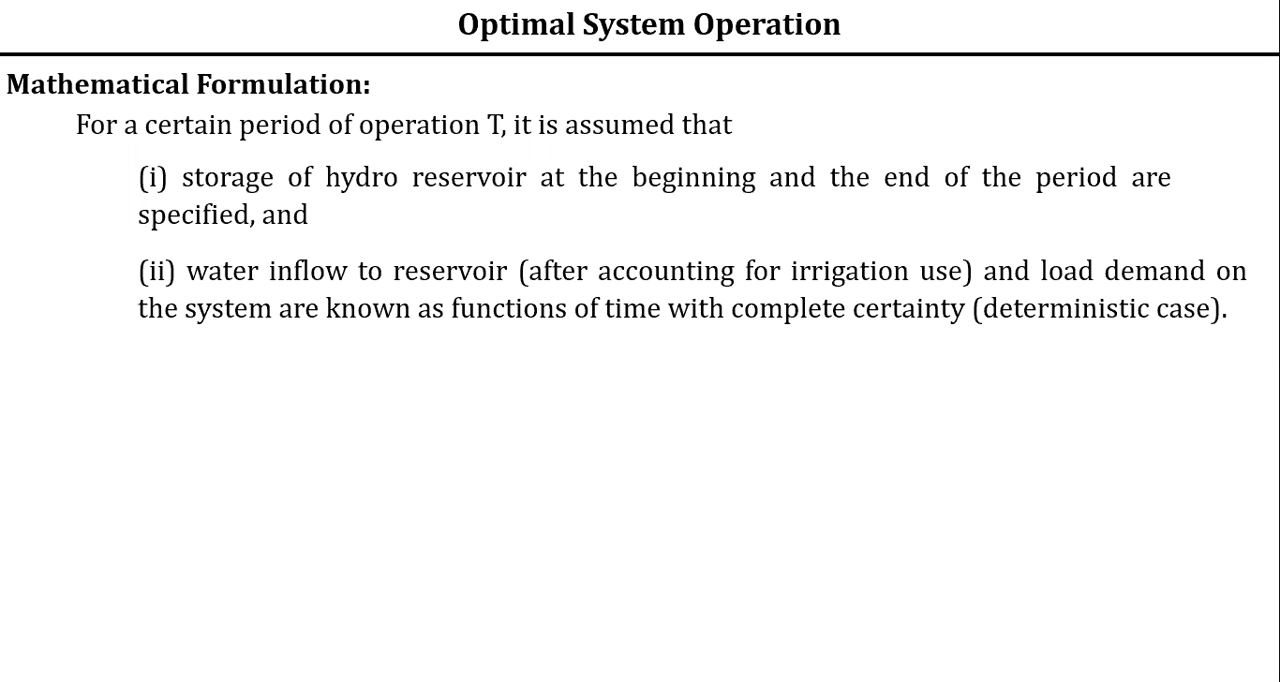 Optimal System Operation
Mathematical Formulation:
For a certain period of operation T, it is assumed that
(i) storage of hydro reservoir at the beginning and the end of the period are
specified, and
(ii) water inflow to reservoir (after accounting for irrigation use) and load demand on
the system are known as functions of time with complete certainty (deterministic case).